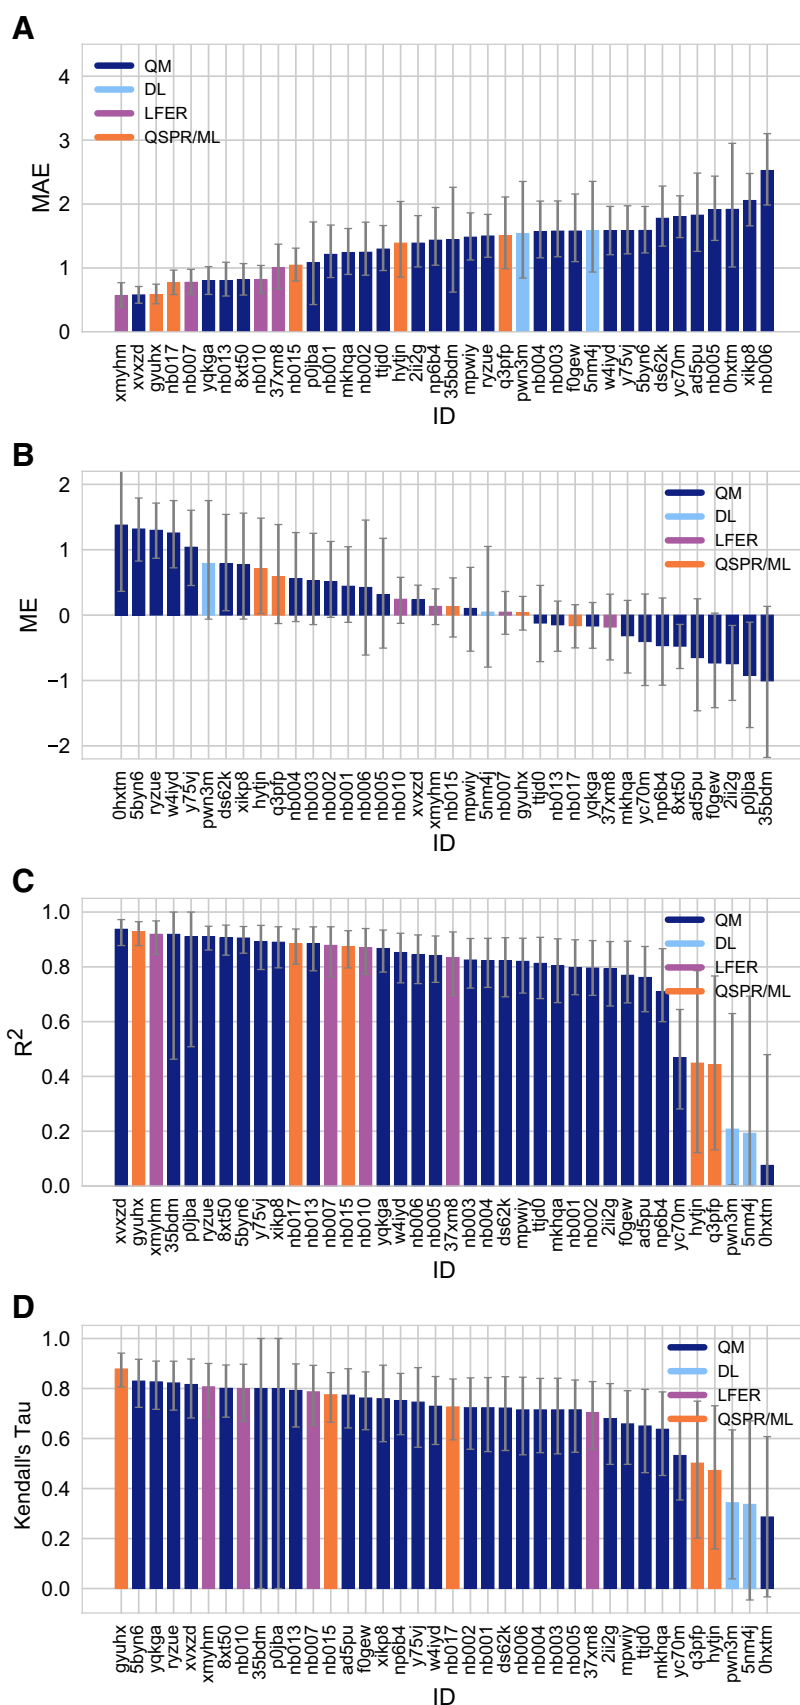 A
QM
DL
LFER
QSPR/ML
4
3
2
1
0
MAE
xmyhm xvxzd gyuhx nb017 nb007 yqkga nb013 8xt50 nb010 37xm8 nb015 p0jba nb001 mkhqa nb002 ttjd0 hytjn 2ii2g np6b4 35bdm mpwiy ryzue q3pfp pwn3m nb004 nb003 f0gew 5nm4j w4iyd y75vj 5byn6 ds62k yc70m ad5pu nb005 0hxtm xikp8 nb006
ID
B
QM
DL
LFER
QSPR/ML
2
1
0
−1
−2
ME
0hxtm 5byn6 ryzue w4iyd y75vj pwn3m ds62k xikp8 hytjn q3pfp nb004 nb003 nb002 nb001 nb006 nb005 nb010 xvxzd xmyhm nb015 mpwiy 5nm4j nb007 gyuhx ttjd0 nb013 nb017 yqkga 37xm8 mkhqa yc70m np6b4 8xt50 ad5pu f0gew 2ii2g p0jba 35bdm
ID
C
QM
DL
LFER
QSPR/ML
1.0
0.8
0.6
0.4
0.2
0.0
R2
xvxzd gyuhx xmyhm 35bdm p0jba ryzue 8xt50 5byn6 y75vj xikp8 nb017 nb013 nb007 nb015 nb010 yqkga w4iyd nb006 nb005 37xm8 nb003 nb004 ds62k mpwiy ttjd0 mkhqa nb001 nb002 2ii2g f0gew ad5pu np6b4 yc70m hytjn q3pfp pwn3m 5nm4j 0hxtm
ID
D
QM
DL
LFER
QSPR/ML
1.0
0.8
0.6
0.4
0.2
0.0
Kendall's Tau
gyuhx 5byn6 yqkga ryzue xvxzd xmyhm 8xt50 nb010 35bdm p0jba nb013 nb007 nb015 ad5pu f0gew xikp8 np6b4 y75vj w4iyd nb017 nb002 nb001 ds62k nb006 nb004 nb003 nb005 37xm8 2ii2g mpwiy ttjd0 mkhqa yc70m q3pfp hytjn pwn3m 5nm4j 0hxtm
ID